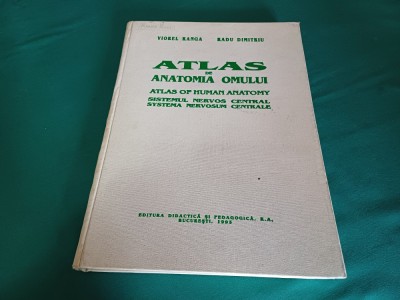 VIOREL RANGA RADU DIMITRIU
ATLAS
DE
ANATOMIA OMULUI
ATLAS OF HUMAN ANATOMY
SISTEMUL NERVOS CENTRAL
SYSTEMA NERVOSUM CENTRALE
EDITURA DIDACTICĂ ȘI PEDAGOGICĂ, R.A,
BUCUREȘTI, 1993